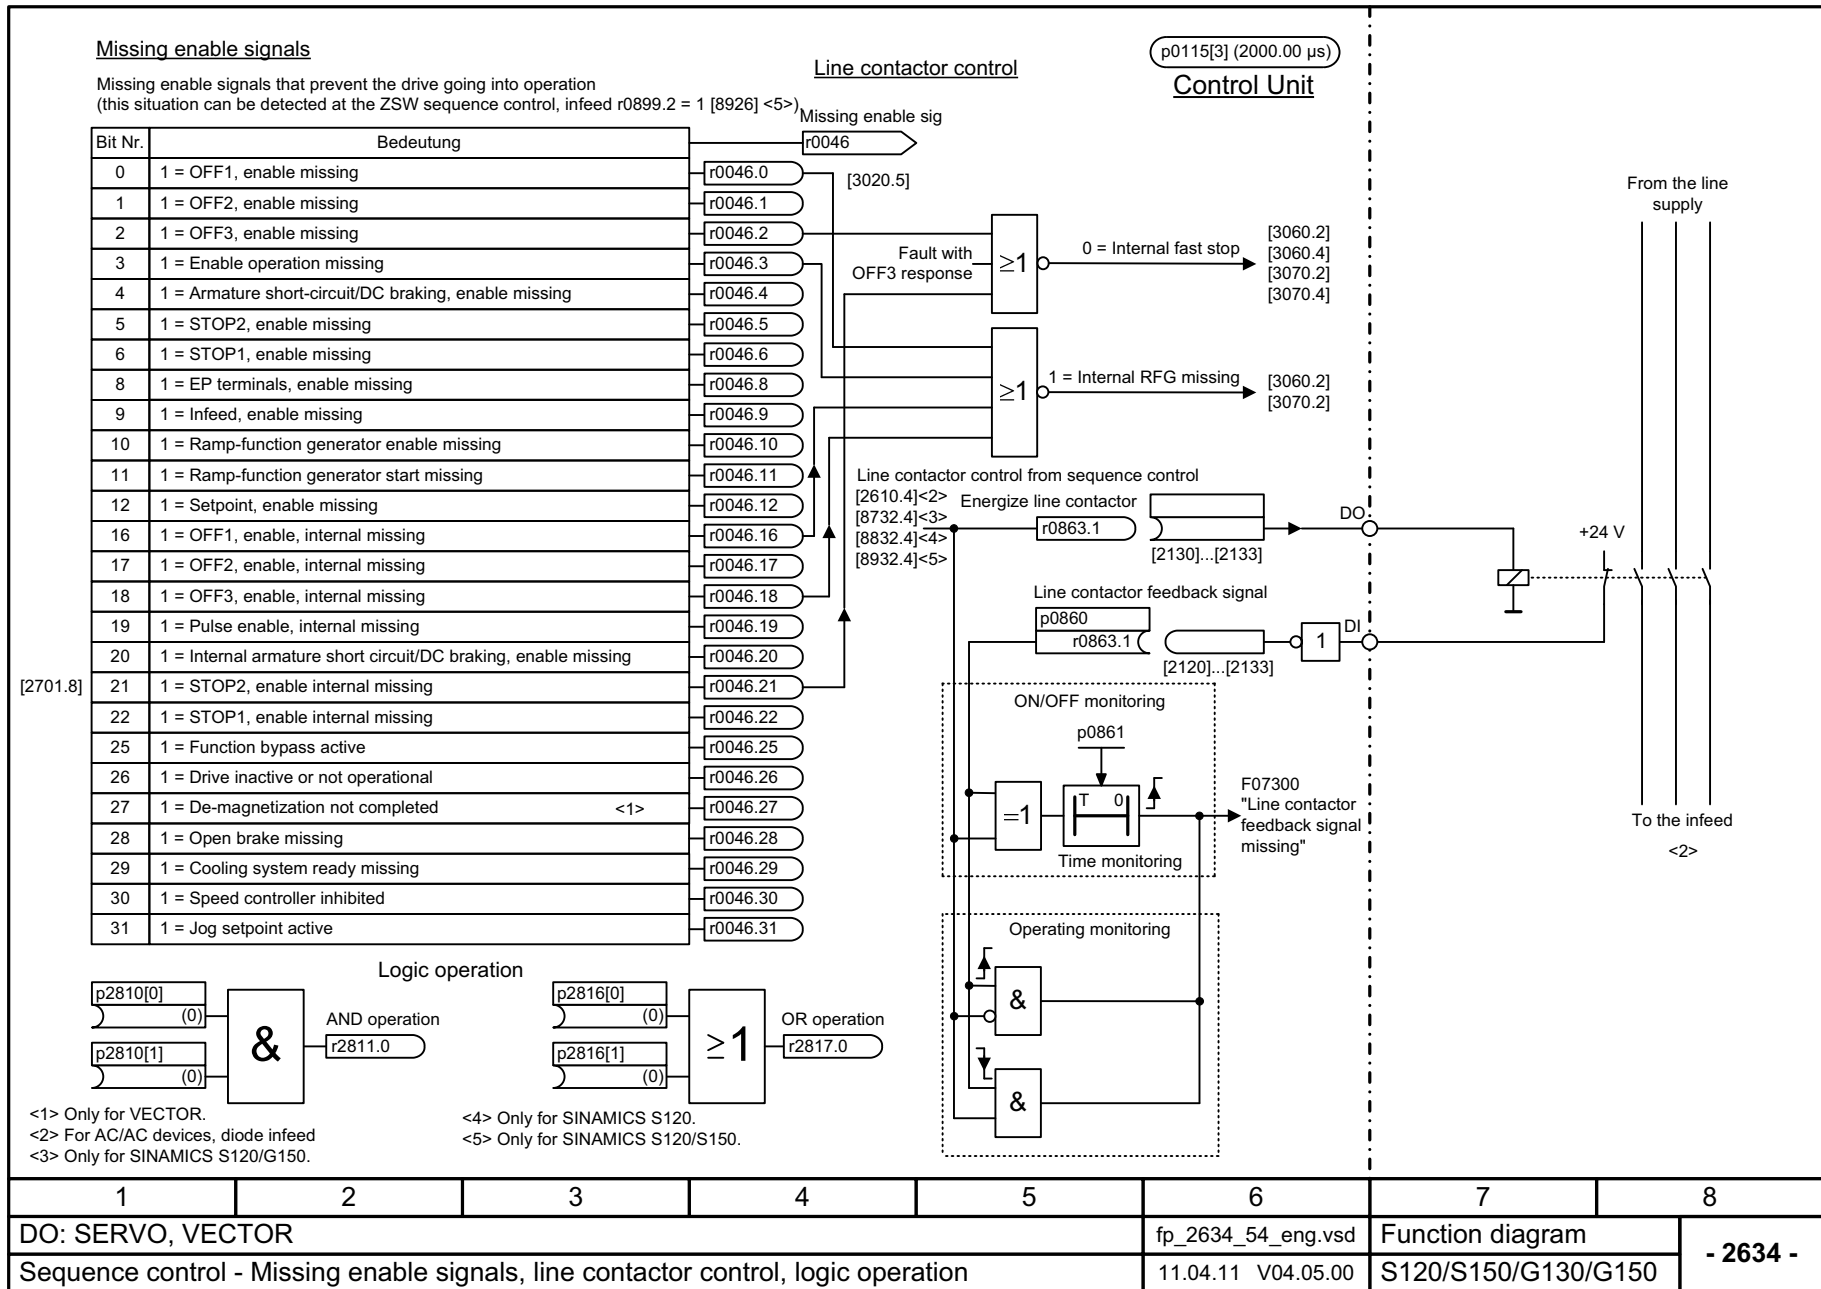 Missing enable signals
Missing enable signals that prevent the drive going into operation
(this situation can be detected at the ZSW sequence control, infeed r0899.2 = 1 [8926] <5>)
Line contactor control
p0115[3] (2000.00 µs)
Control Unit
Missing enable sig
r0046
Bit Nr. Bedeutung
0 1 = OFF1, enable missing r0046.0
[3020.5]
1 1 = OFF2, enable missing r0046.1
2 1 = OFF3, enable missing r0046.2
3 1 = Enable operation missing r0046.3
4 1 = Armature short-circuit/DC braking, enable missing r0046.4
5 1 = STOP2, enable missing r0046.5
6 1 = STOP1, enable missing r0046.6
8 1 = EP terminals, enable missing r0046.8
9 1 = Infeed, enable missing r0046.9
10 1 = Ramp-function generator enable missing r0046.10
11 1 = Ramp-function generator start missing r0046.11
12 1 = Setpoint, enable missing r0046.12
16 1 = OFF1, enable, internal missing r0046.16
17 1 = OFF2, enable, internal missing r0046.17
18 1 = OFF3, enable, internal missing r0046.18
19 1 = Pulse enable, internal missing r0046.19
20 1 = Internal armature short circuit/DC braking, enable missing r0046.20
[2701.8]
21 1 = STOP2, enable internal missing r0046.21
22 1 = STOP1, enable internal missing r0046.22
25 1 = Function bypass active r0046.25
26 1 = Drive inactive or not operational r0046.26
27 1 = De-magnetization not completed <1> r0046.27
28 1 = Open brake missing r0046.28
29 1 = Cooling system ready missing r0046.29
30 1 = Speed controller inhibited r0046.30
31 1 = Jog setpoint active r0046.31
Fault with
OFF3 response
≥1
0 = Internal fast stop
[3060.2]
[3060.4]
[3070.2]
[3070.4]
≥1
1 = Internal RFG missing
[3060.2]
[3070.2]
Line contactor control from sequence control
[2610.4]<2>
[8732.4]<3>
[8832.4]<4>
[8932.4]<5>
Energize line contactor
r0863.1
[2130]...[2133]
DO
Line contactor feedback signal
p0860
r0863.1
[2120]...[2133]
1
DI
+24 V
From the line
supply
To the infeed
<2>
ON/OFF monitoring
p0861
=1
T 0
Time monitoring
F07300
"Line contactor
feedback signal
missing"
Operating monitoring
&
&
Logic operation
p2810[0]
(0)
p2810[1]
(0)
&
AND operation
r2811.0
p2816[0]
(0)
p2816[1]
(0)
≥1
OR operation
r2817.0
<1> Only for VECTOR.
<2> For AC/AC devices, diode infeed
<3> Only for SINAMICS S120/G150.
<4> Only for SINAMICS S120.
<5> Only for SINAMICS S120/S150.
1 2 3 4 5 6 7 8
DO: SERVO, VECTOR
fp_2634_54_eng.vsd
Function diagram
- 2634 -
Sequence control - Missing enable signals, line contactor control, logic operation
11.04.11 V04.05.00
S120/S150/G130/G150